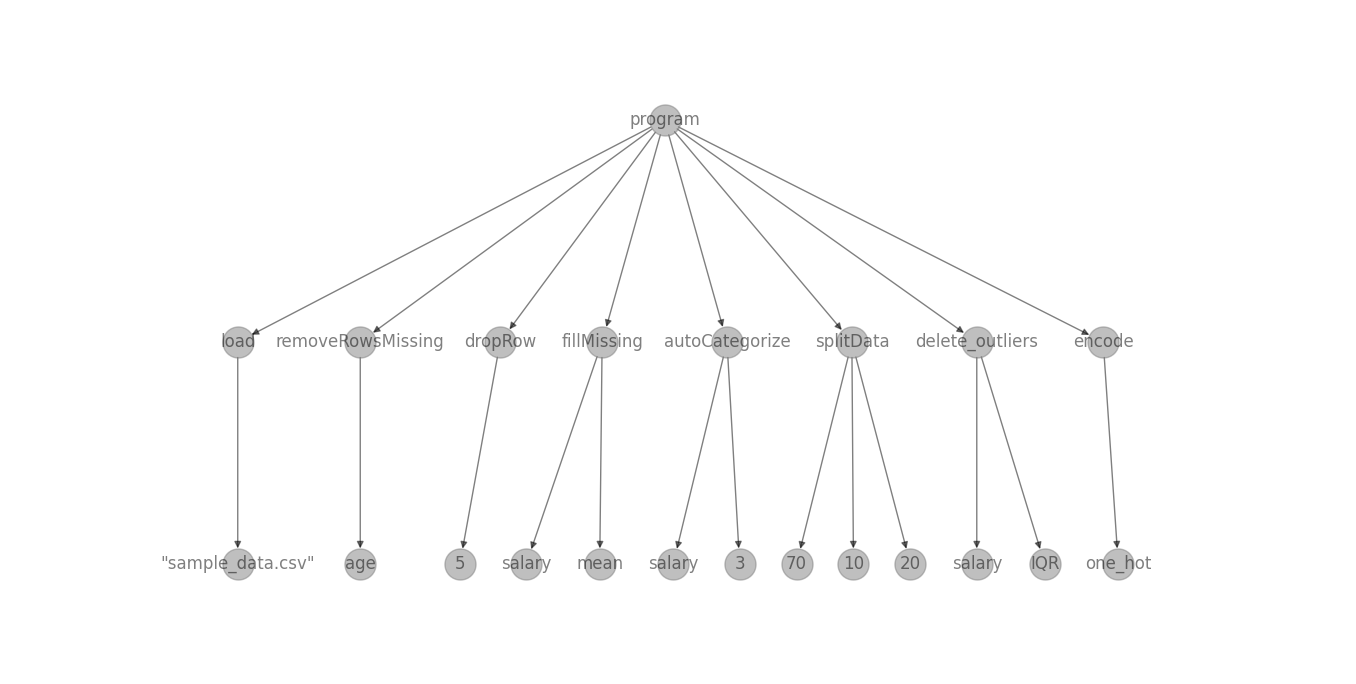 program
load removeRowsMissing dropRow fillMissing autoCategorize splitData delete_outliers encode
"sample_data.csv" age 5 salary mean salary 3 70 10 20 salary IQR one_hot